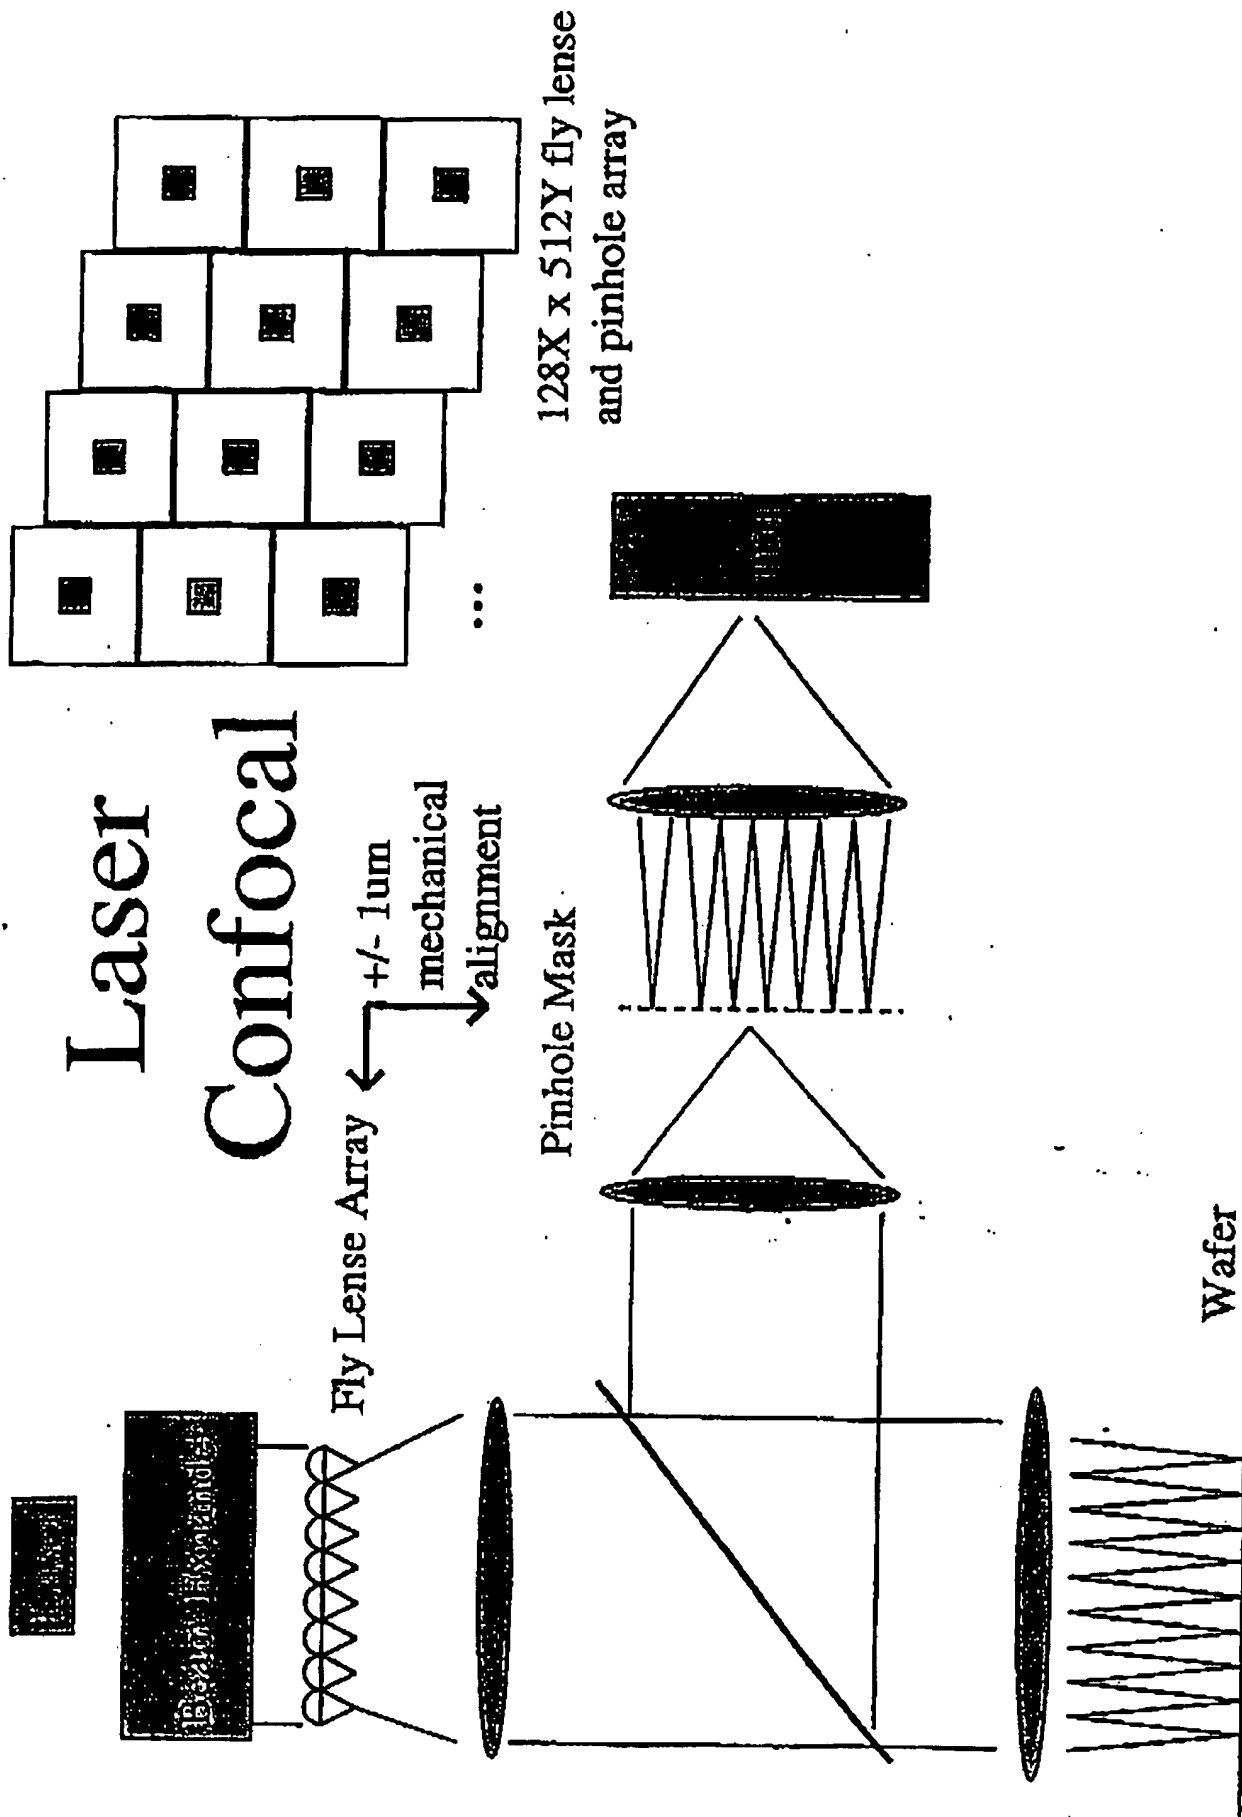 Laser
Confocal
128X x 512Y fly lense
and pinhole array
...
+/- 1um
mechanical
alignment
Fly Lense Array
Beam Expander
Pinhole Mask
Wafer